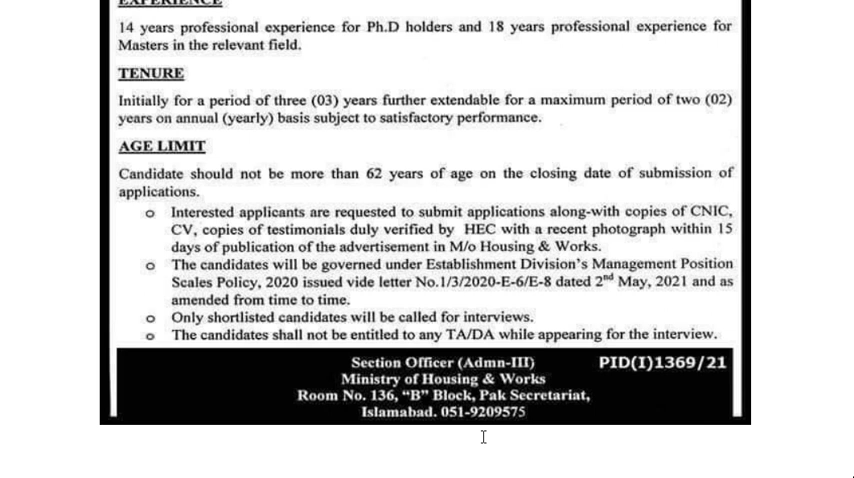 EXPERIENCE
14 years professional experience for Ph.D holders and 18 years professional experience for
Masters in the relevant field.
TENURE
Initially for a period of three (03) years further extendable for a maximum period of two (02)
years on annual (yearly) basis subject to satisfactory performance.
AGE LIMIT
Candidate should not be more than 62 years of age on the closing date of submission of
applications.
o Interested applicants are requested to submit applications along-with copies of CNIC,
CV, copies of testimonials duly verified by HEC with a recent photograph within 15
days of publication of the advertisement in M/o Housing & Works.
o The candidates will be governed under Establishment Division's Management Position
Scales Policy, 2020 issued vide letter No.1/3/2020-E-6/E-8 dated 2nd May, 2021 and as
amended from time to time.
o Only shortlisted candidates will be called for interviews.
o The candidates shall not be entitled to any TA/DA while appearing for the interview.
Section Officer (Admn-III) PID(I)1369/21
Ministry of Housing & Works
Room No. 136, "B" Block, Pak Secretariat,
Islamabad. 051-9209575